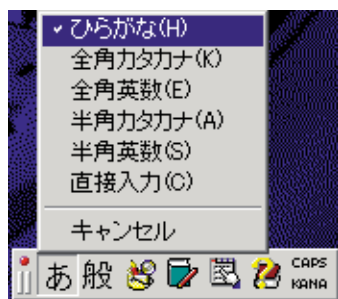 ひらがな(H)
全角カタカナ(K)
全角英数(E)
半角カタカナ(A)
半角英数(S)
直接入力(C)
キャンセル
あ 般 CAPS
KANA